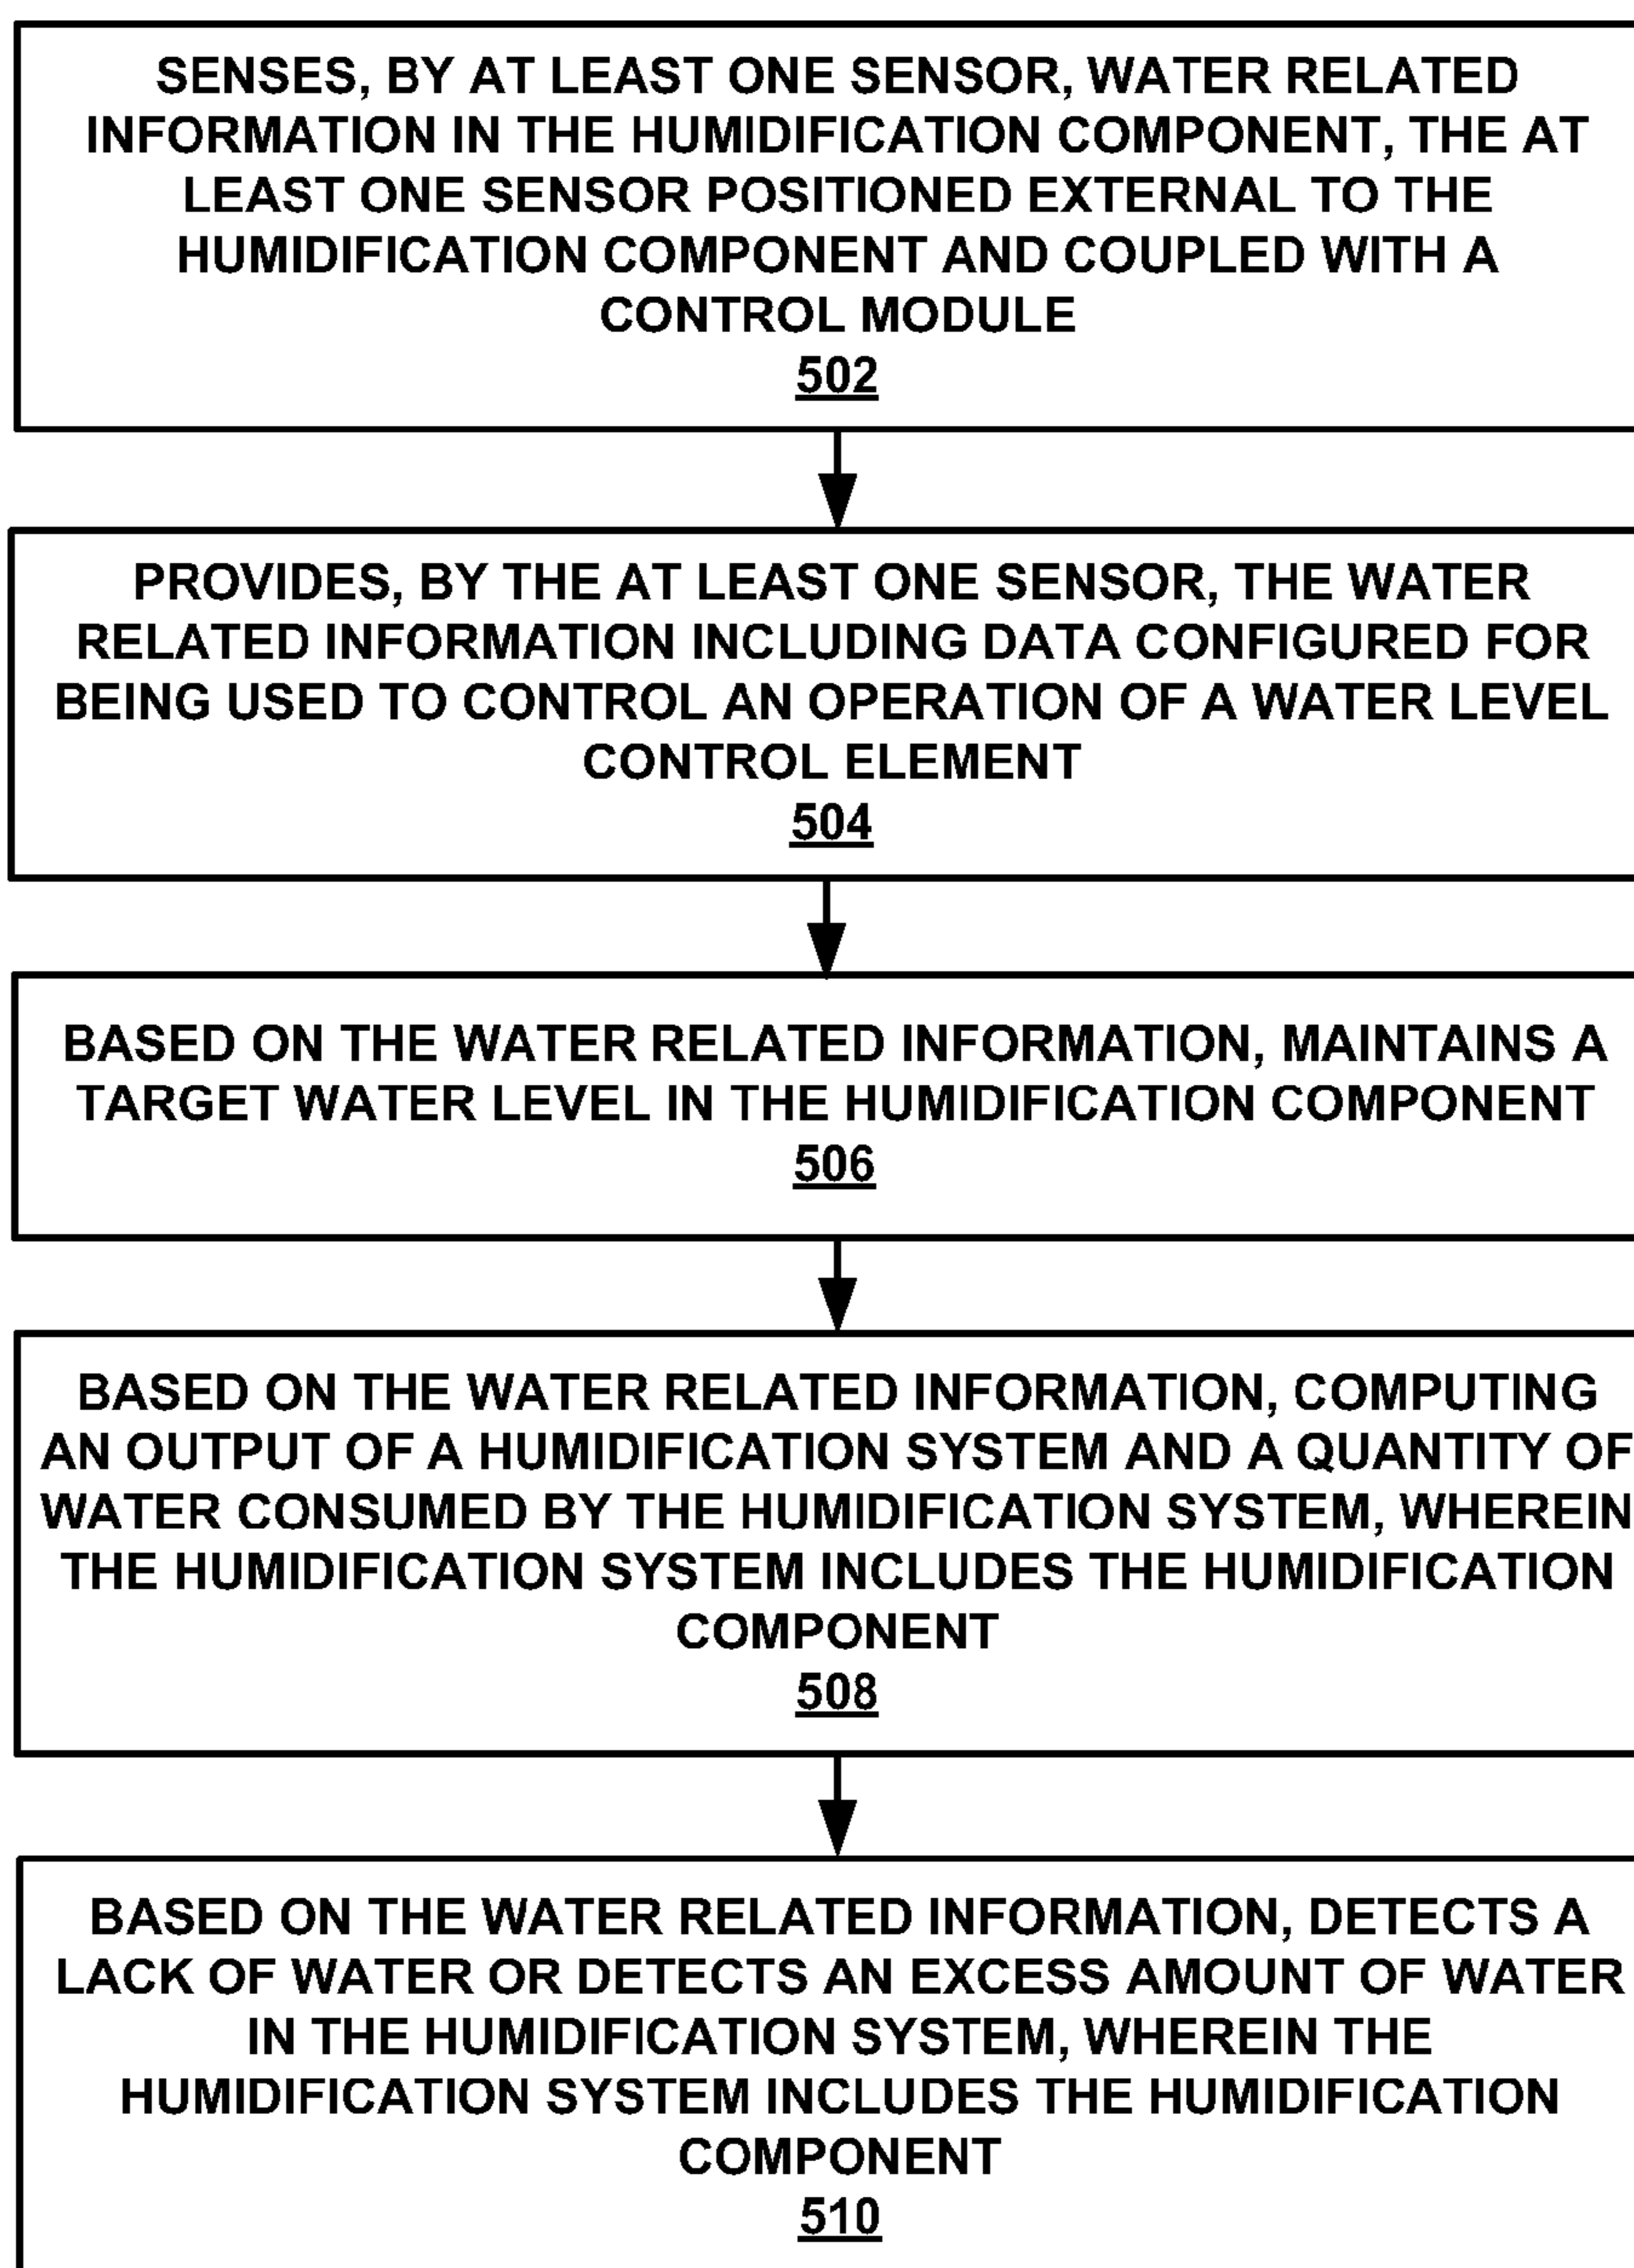 SENSES, BY AT LEAST ONE SENSOR, WATER RELATED
INFORMATION IN THE HUMIDIFICATION COMPONENT, THE AT
LEAST ONE SENSOR POSITIONED EXTERNAL TO THE
HUMIDIFICATION COMPONENT AND COUPLED WITH A
CONTROL MODULE
502
PROVIDES, BY THE AT LEAST ONE SENSOR, THE WATER
RELATED INFORMATION INCLUDING DATA CONFIGURED FOR
BEING USED TO CONTROL AN OPERATION OF A WATER LEVEL
CONTROL ELEMENT
504
BASED ON THE WATER RELATED INFORMATION, MAINTAINS A
TARGET WATER LEVEL IN THE HUMIDIFICATION COMPONENT
506
BASED ON THE WATER RELATED INFORMATION, COMPUTING
AN OUTPUT OF A HUMIDIFICATION SYSTEM AND A QUANTITY OF
WATER CONSUMED BY THE HUMIDIFICATION SYSTEM, WHEREIN
THE HUMIDIFICATION SYSTEM INCLUDES THE HUMIDIFICATION
COMPONENT
508
BASED ON THE WATER RELATED INFORMATION, DETECTS A
LACK OF WATER OR DETECTS AN EXCESS AMOUNT OF WATER
IN THE HUMIDIFICATION SYSTEM, WHEREIN THE
HUMIDIFICATION SYSTEM INCLUDES THE HUMIDIFICATION
COMPONENT
510